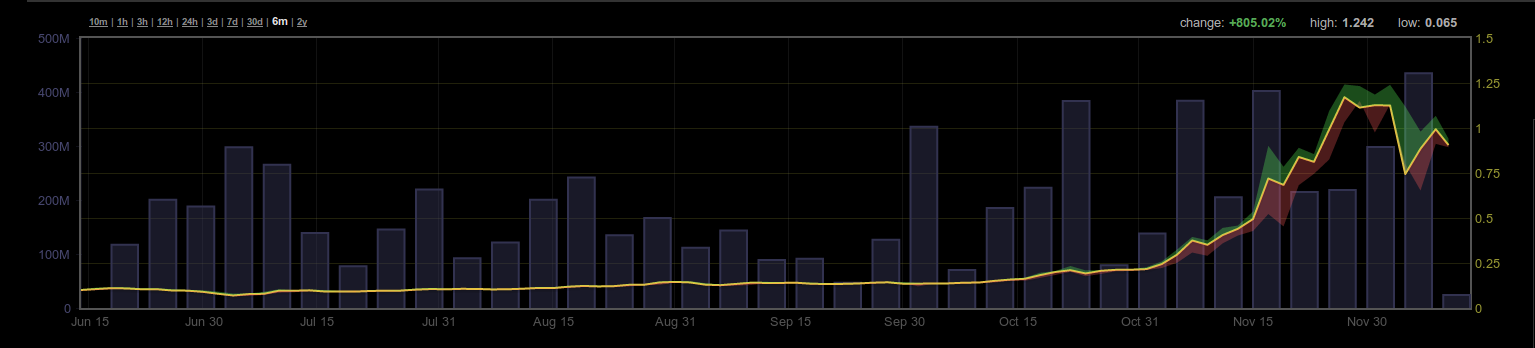 10m | 1h | 3h | 12h | 24h | 3d | 7d | 30d | 6m | 2y
change: +805.02% high: 1.242 low: 0.065
500M 1.5
400M 1.25
300M 1
200M 0.75
100M 0.5
0 0.25
0
Jun 15 Jun 30 Jul 15 Jul 31 Aug 15 Aug 31 Sep 15 Sep 30 Oct 15 Oct 31 Nov 15 Nov 30